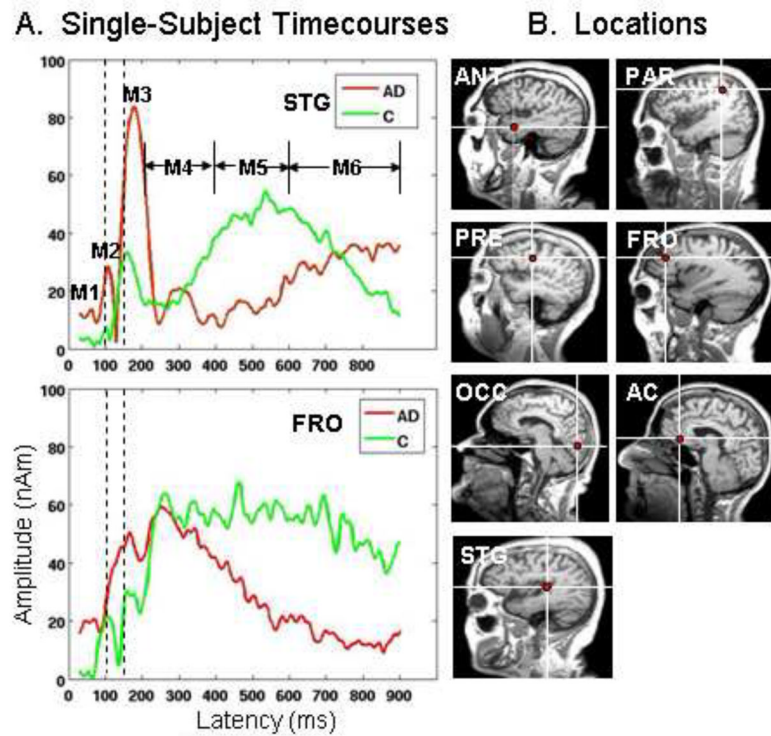 A. Single-Subject Timecourses
B. Locations
100
80
60
40
20
0
M1
M2
M3
STG
AD
C
M4
M5
M6
0 100 200 300 400 500 600 700 800
100
80
60
40
20
0
FRO
AD
C
0 100 200 300 400 500 600 700 800 900
Amplitude (nAm)
Latency (ms)
ANT
PAR
PRE
FRO
OCC
AC
STG